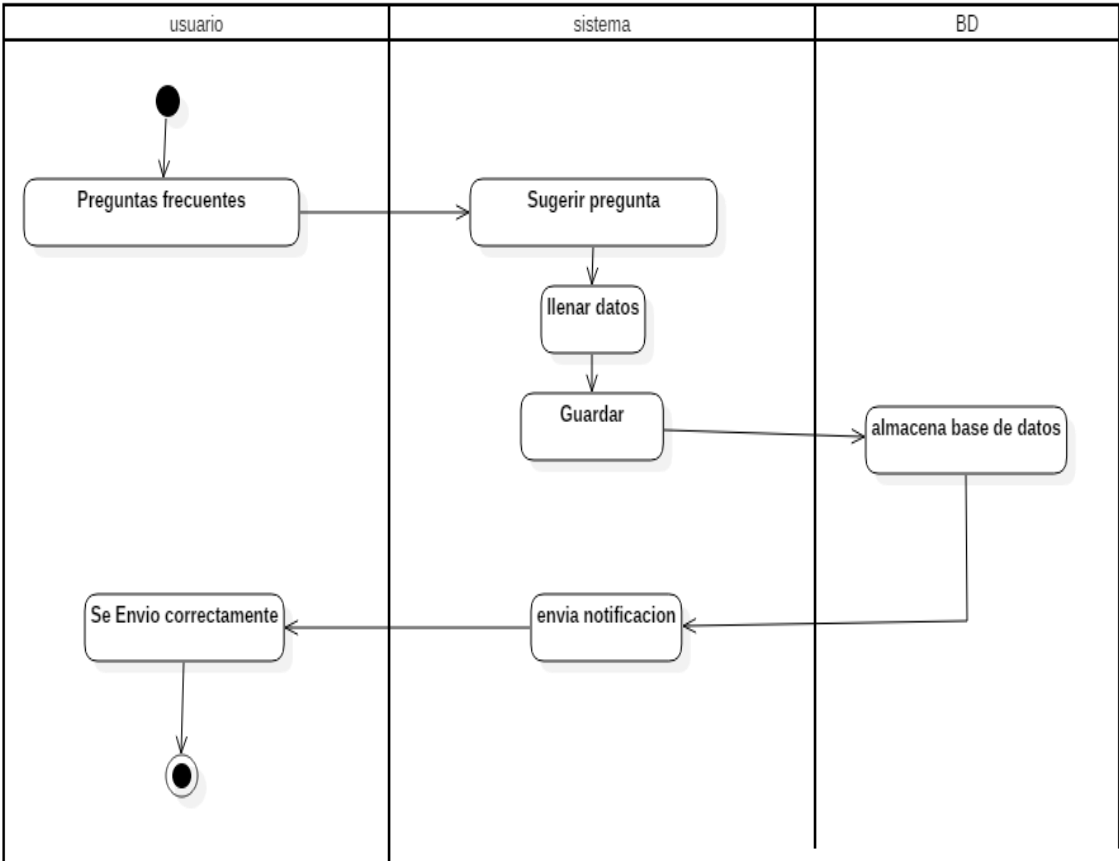 usuario
sistema
BD
Preguntas frecuentes
Sugerir pregunta
llenar datos
Guardar
almacena base de datos
Se Envio correctamente
envia notificacion